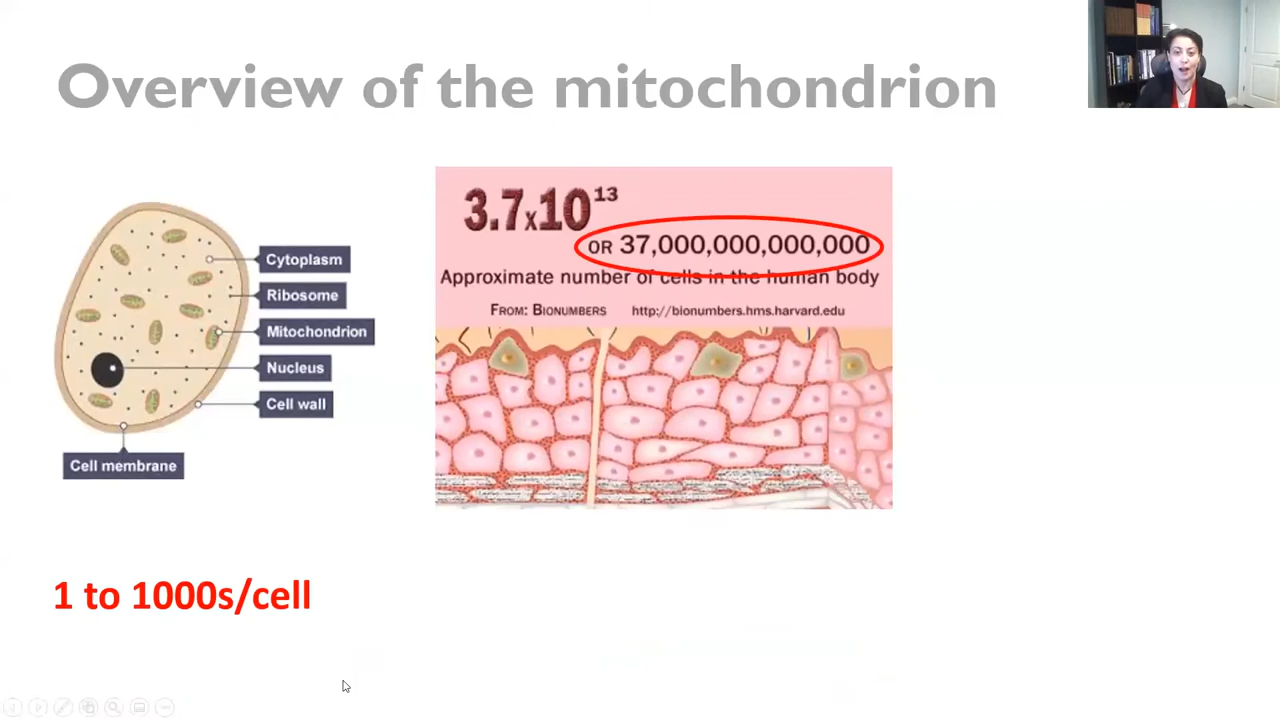 Overview of the mitochondrion
Cytoplasm
Ribosome
Mitochondrion
Nucleus
Cell wall
Cell membrane
3.7x10^13
OR 37,000,000,000,000
Approximate number of cells in the human body
FROM: BIONUMBERS http://bionumbers.hms.harvard.edu
1 to 1000s/cell